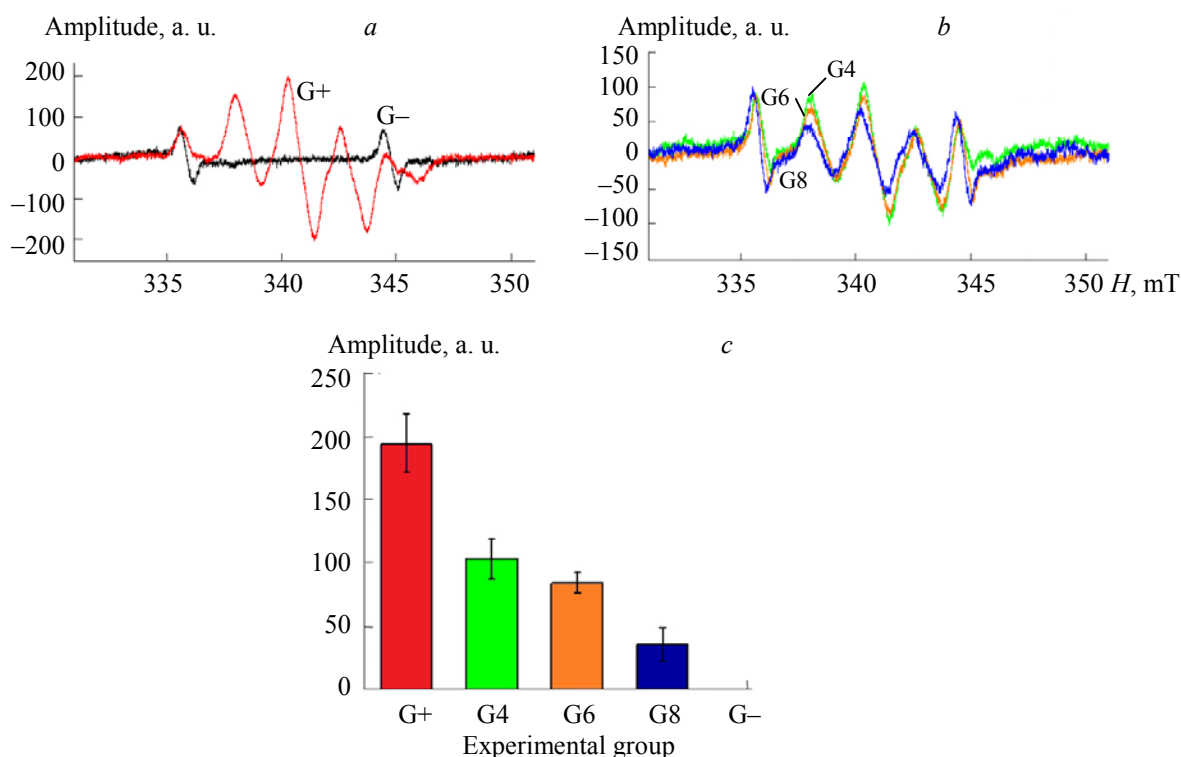 Amplitude, a. u. a
200
100
0
–100
–200
G+
G–
335 340 345 350
Amplitude, a. u. b
150
100
50
0
–50
–100
–150
G4
G6
G8
335 340 345 350 H, mT
Amplitude, a. u. c
250
200
150
100
50
0
G+ G4 G6 G8 G–
Experimental group